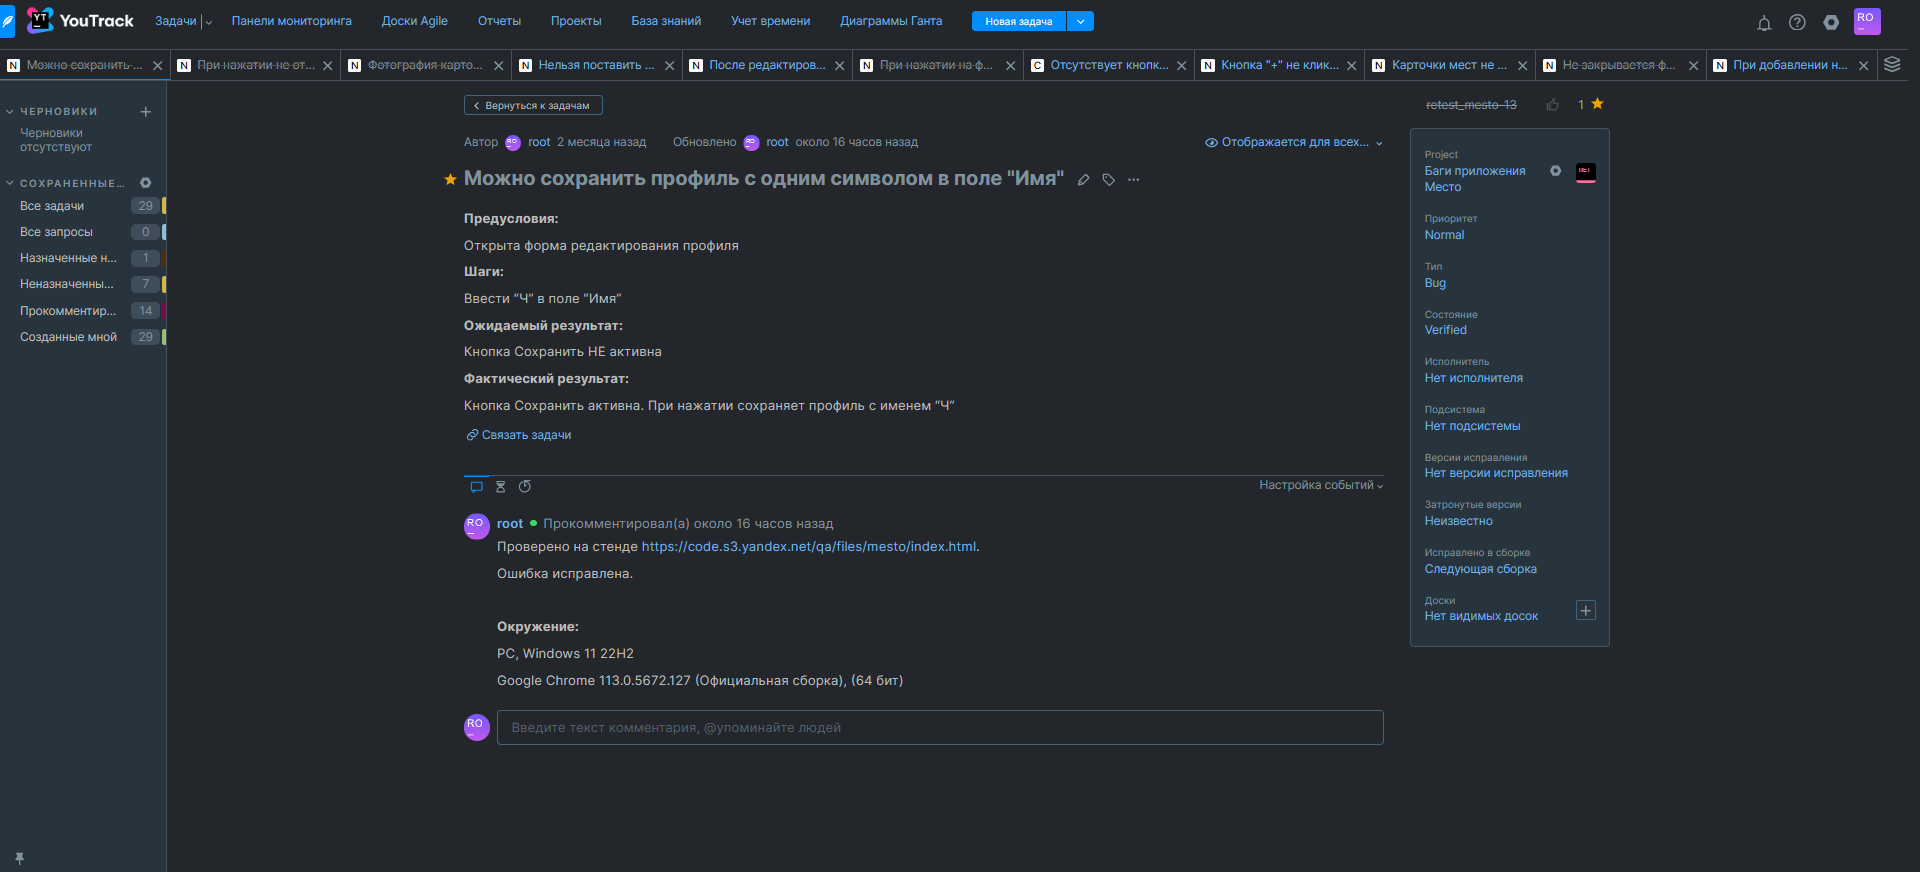 YT YouTrack Задачи Панели мониторинга Доски Agile Отчеты Проекты База знаний Учет времени Диаграммы Ганта Новая задача RO
N Можно сохранить ... N При нажатии не от... N Фотография карто... N Нельзя поставить ... N После редактиров... N При нажатии на ф... C Отсутствует кнопк... N Кнопка "+" не клик... N Карточки мест не ... N Не закрывается ф... N При добавлении н...
ЧЕРНОВИКИ
Черновики
отсутствуют
СОХРАНЕННЫЕ...
Все задачи 29
Все запросы 0
Назначенные н... 1
Неназначенны... 7
Прокомментир... 14
Созданные мной 29
Вернуться к задачам
retest_mesto-13 1
Автор RO root 2 месяца назад Обновлено RO root около 16 часов назад Отображается для всех...
Можно сохранить профиль с одним символом в поле "Имя"
Предусловия:
Открыта форма редактирования профиля
Шаги:
Ввести “Ч” в поле “Имя”
Ожидаемый результат:
Кнопка Сохранить НЕ активна
Фактический результат:
Кнопка Сохранить активна. При нажатии сохраняет профиль с именем “Ч”
Связать задачи
Настройка событий
RO root Прокомментировал(а) около 16 часов назад
Проверено на стенде https://code.s3.yandex.net/qa/files/mesto/index.html.
Ошибка исправлена.
Окружение:
PC, Windows 11 22H2
Google Chrome 113.0.5672.127 (Официальная сборка), (64 бит)
RO Введите текст комментария, @упоминайте людей
Project
Баги приложения
Место
Приоритет
Normal
Тип
Bug
Состояние
Verified
Исполнитель
Нет исполнителя
Подсистема
Нет подсистемы
Версии исправления
Нет версии исправления
Затронутые версии
Неизвестно
Исправлено в сборке
Следующая сборка
Доски
Нет видимых досок